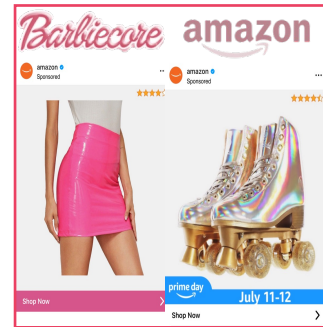 Barbiecore
amazon
amazon
Sponsored
amazon
Sponsored
prime day
July 11-12
Shop Now
Shop Now